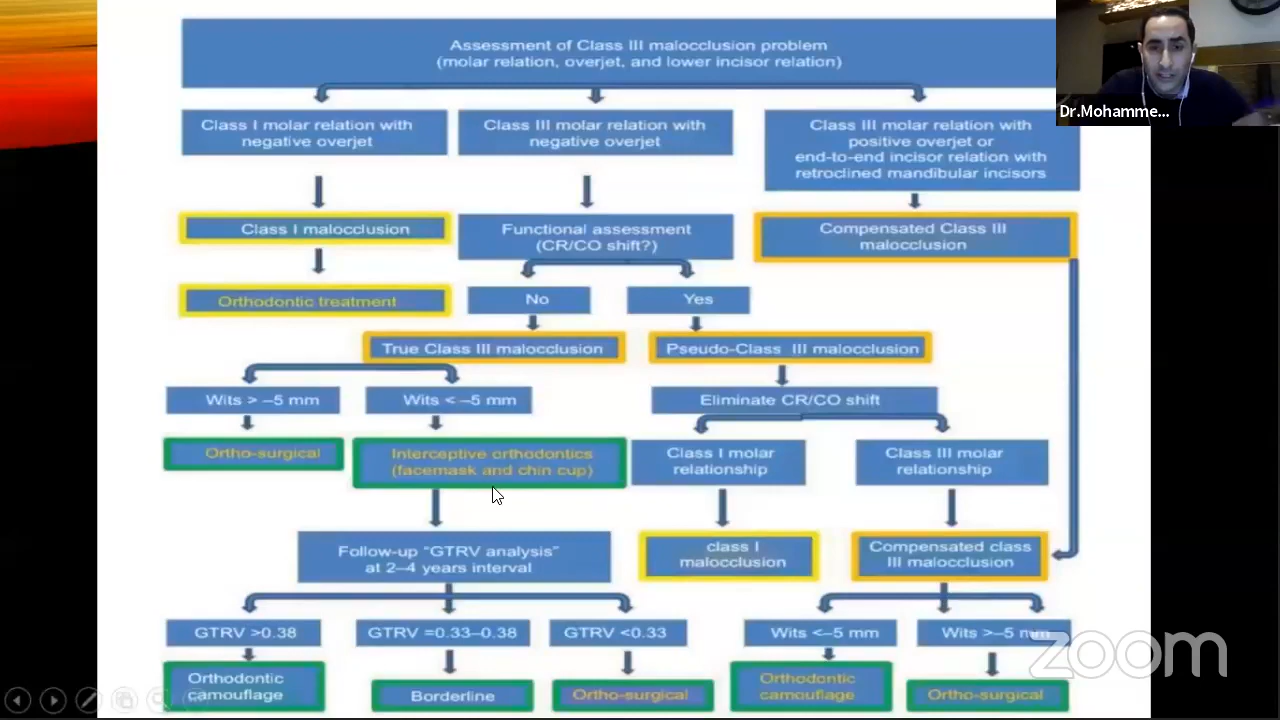 Assessment of Class III malocclusion problem
(molar relation, overjet, and lower incisor relation)
Dr.Mohamme...
Class I molar relation with
negative overjet
Class III molar relation with
negative overjet
Class III molar relation with
positive overjet or
end-to-end incisor relation with
retroclined mandibular incisors
Class I malocclusion
Functional assessment
(CR/CO shift?)
Compensated Class III
malocclusion
Orthodontic treatment
No
Yes
True Class III malocclusion
Pseudo-Class III malocclusion
Wits > –5 mm
Wits < –5 mm
Eliminate CR/CO shift
Ortho-surgical
Interceptive orthodontics
(facemask and chin cup)
Class I molar
relationship
Class III molar
relationship
Follow-up “GTRV analysis”
at 2–4 years interval
class I
malocclusion
Compensated class
III malocclusion
GTRV >0.38
GTRV =0.33–0.38
GTRV <0.33
Wits <–5 mm
Wits >–5 mm
Orthodontic
camouflage
Borderline
Ortho-surgical
Orthodontic
camouflage
Ortho-surgical
zoom